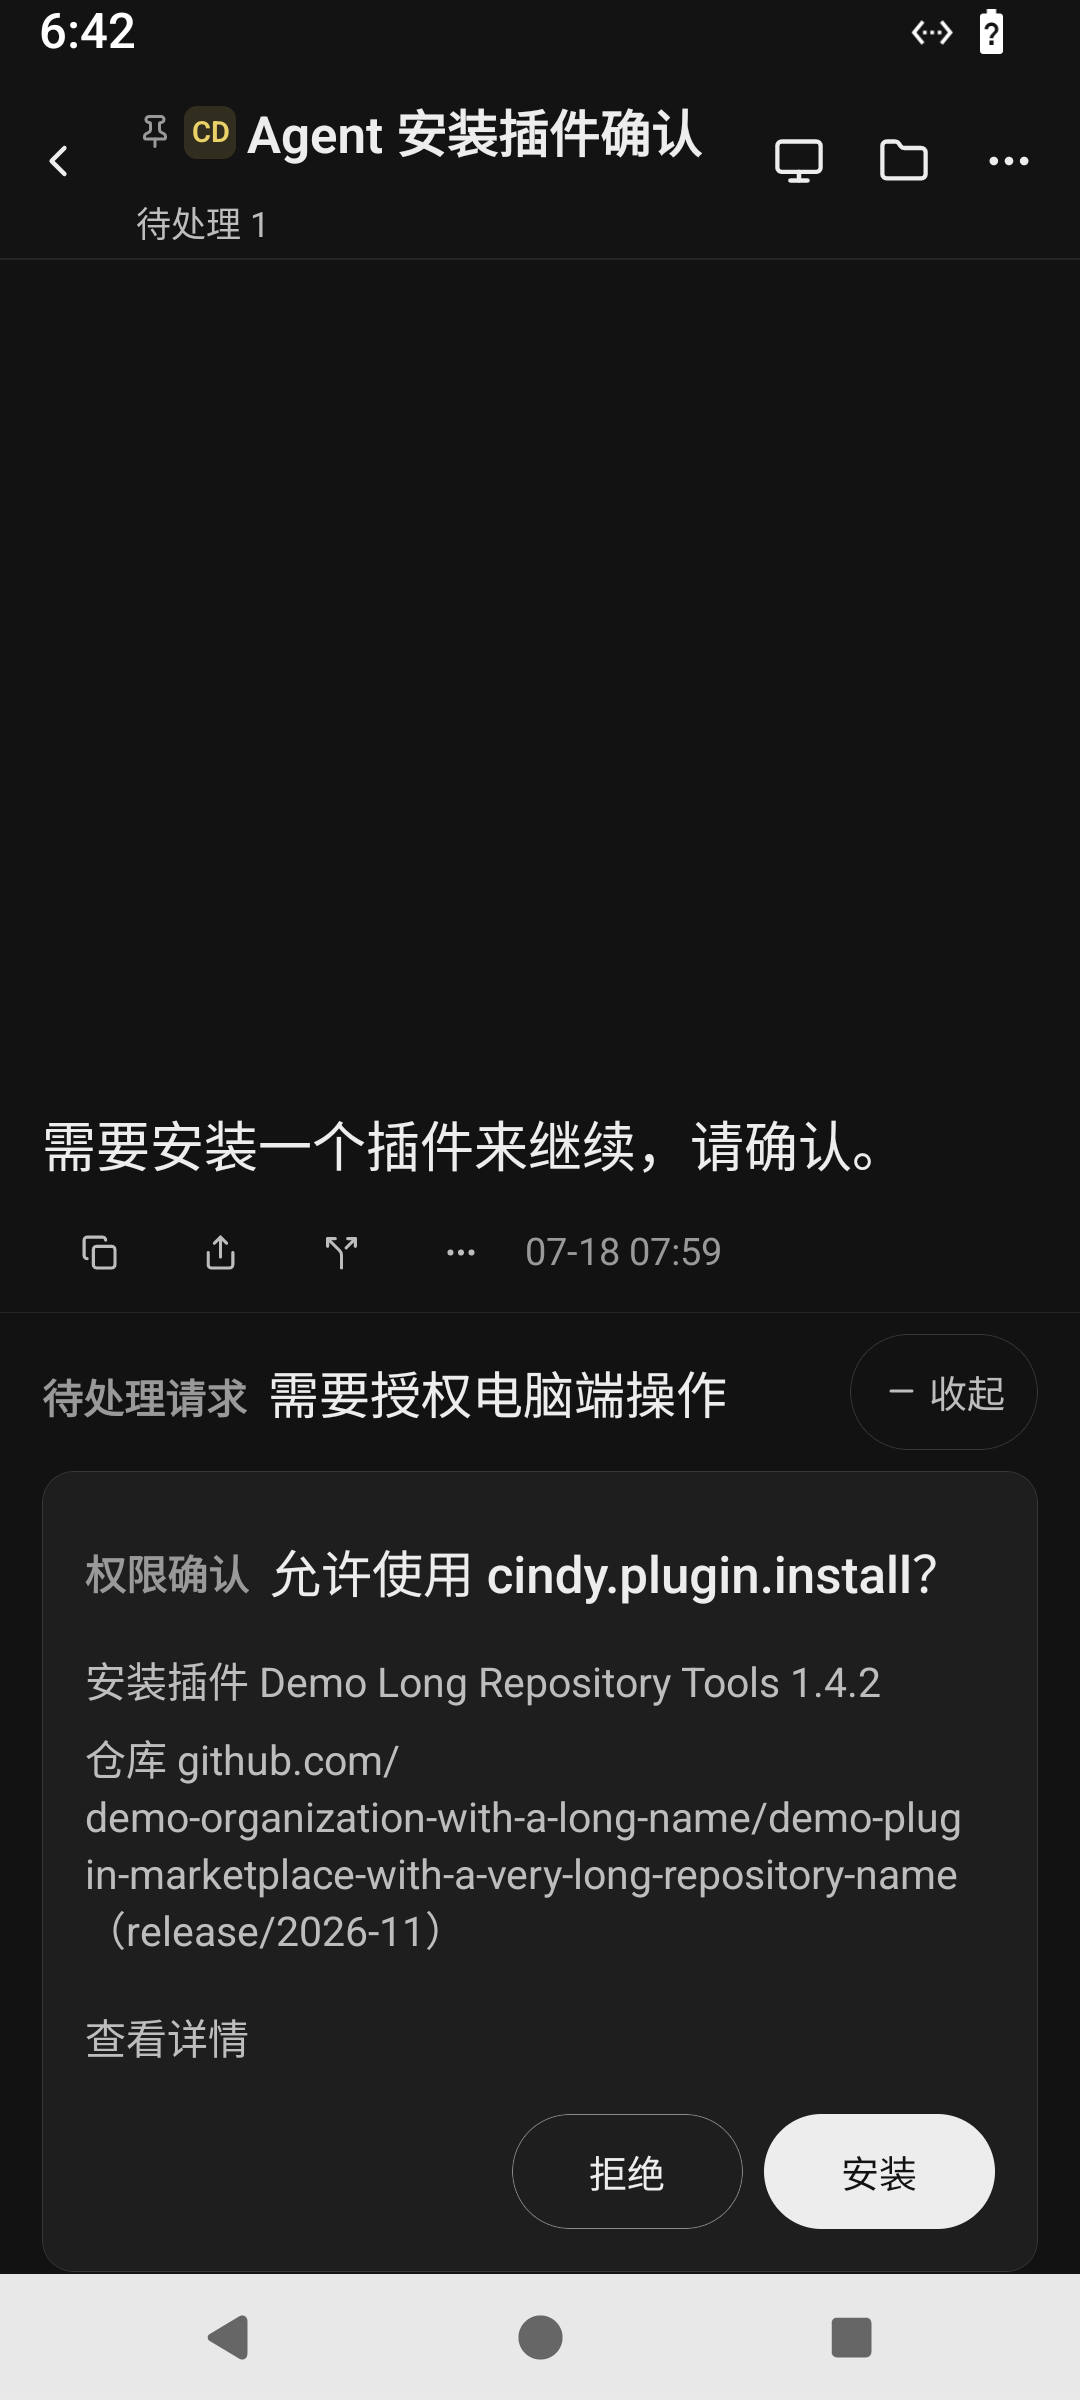 6:42
CD Agent 安装插件确认
待处理 1
需要安装一个插件来继续，请确认。
07-18 07:59
待处理请求 需要授权电脑端操作
收起
权限确认 允许使用 cindy.plugin.install？
安装插件 Demo Long Repository Tools 1.4.2
仓库 github.com/
demo-organization-with-a-long-name/demo-plug
in-marketplace-with-a-very-long-repository-name
（release/2026-11）
查看详情
拒绝
安装